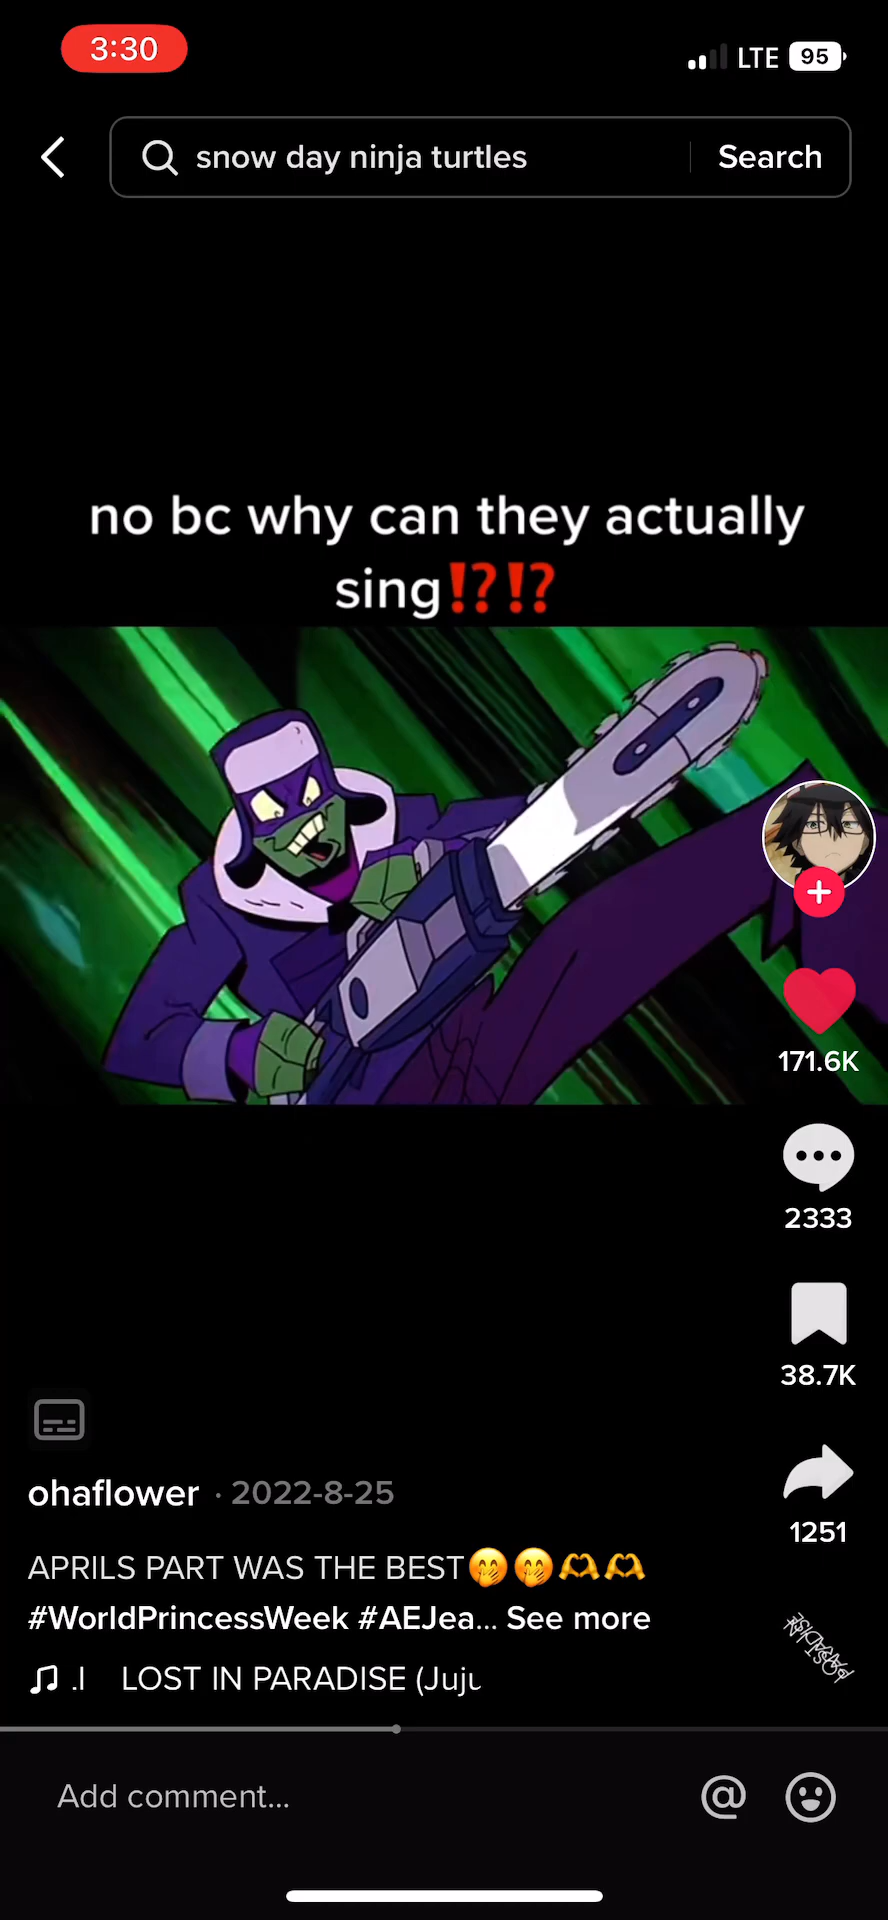 3:30
LTE 95
snow day ninja turtles
Search
no bc why can they actually
sing⁉️⁉️
171.6K
2333
38.7K
1251
ohaflower · 2022-8-25
APRILS PART WAS THE BEST🤭🤭🫶🫶
#WorldPrincessWeek #AEJea... See more
.l LOST IN PARADISE (Juju
Add comment...